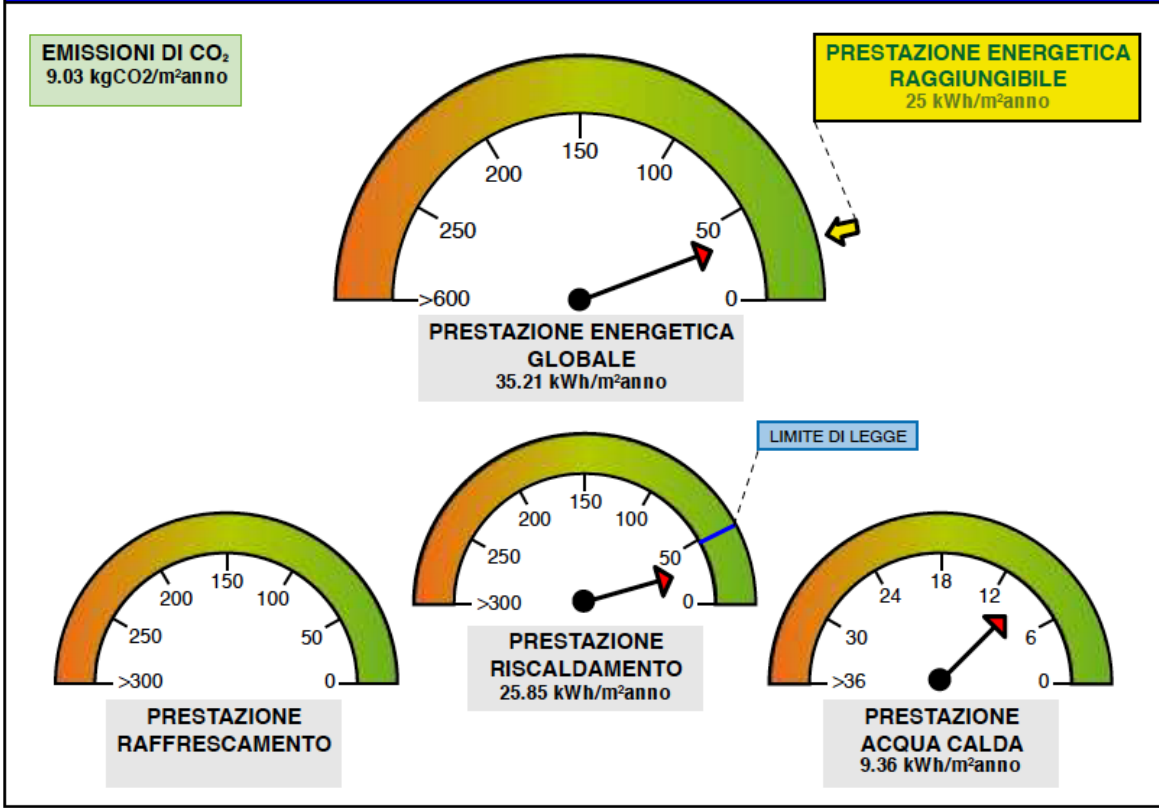 EMISSIONI DI CO₂
9.03 kgCO2/m²anno
PRESTAZIONE ENERGETICA
RAGGIUNGIBILE
25 kWh/m²anno
>600
250
200
150
100
50
0
PRESTAZIONE ENERGETICA
GLOBALE
35.21 kWh/m²anno
LIMITE DI LEGGE
>300
250
200
150
100
50
0
PRESTAZIONE
RAFFRESCAMENTO
>300
250
200
150
100
50
0
PRESTAZIONE
RISCALDAMENTO
25.85 kWh/m²anno
>36
30
24
18
12
6
0
PRESTAZIONE
ACQUA CALDA
9.36 kWh/m²anno